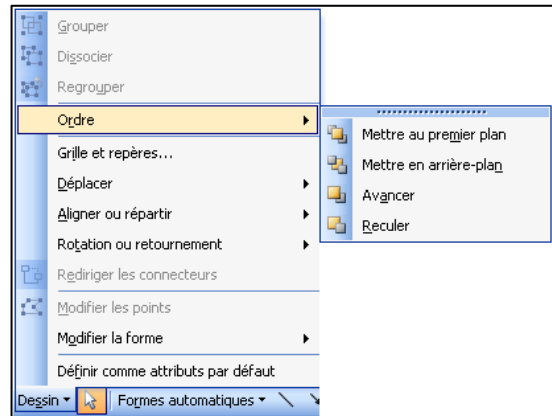 Grouper
Dissocier
Regrouper
Ordre
Grille et repères...
Déplacer
Aligner ou répartir
Rotation ou retournement
Rediriger les connecteurs
Modifier les points
Modifier la forme
Définir comme attributs par défaut
Dessin
Formes automatiques
Mettre au premier plan
Mettre en arrière-plan
Avancer
Reculer